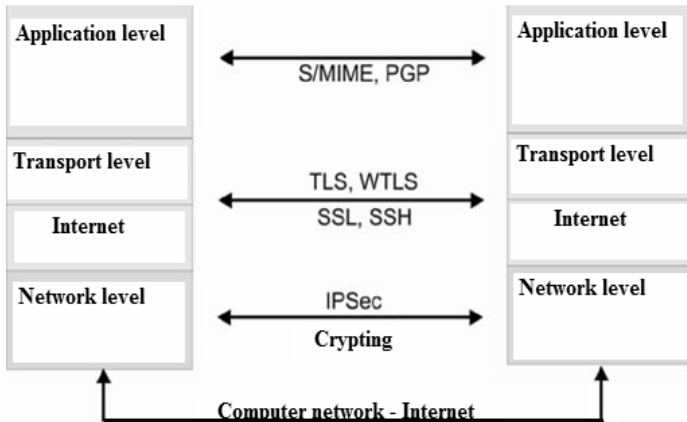 Application level
S/MIME, PGP
Application level
Transport level
TLS, WTLS
SSL, SSH
Transport level
Internet
Internet
Network level
IPSec
Crypting
Network level
Computer network - Internet